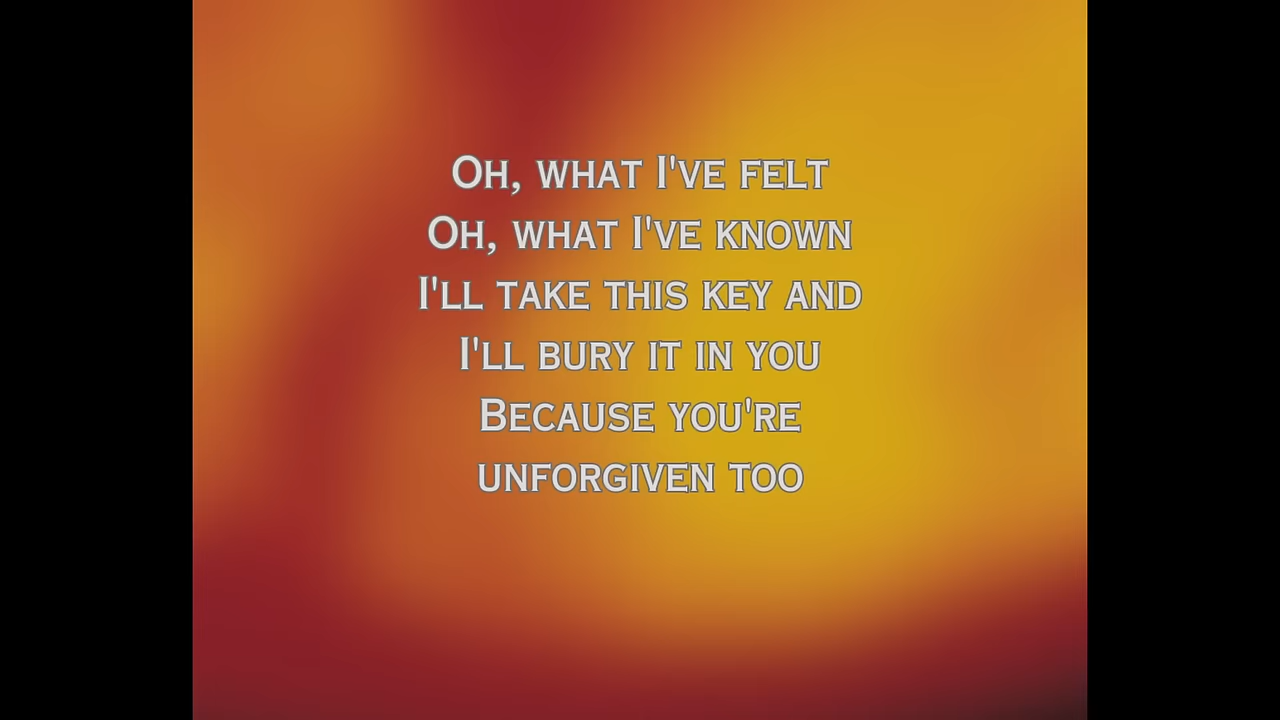 Oh, what I've felt
Oh, what I've known
I'll take this key and
I'll bury it in you
Because you're
unforgiven too